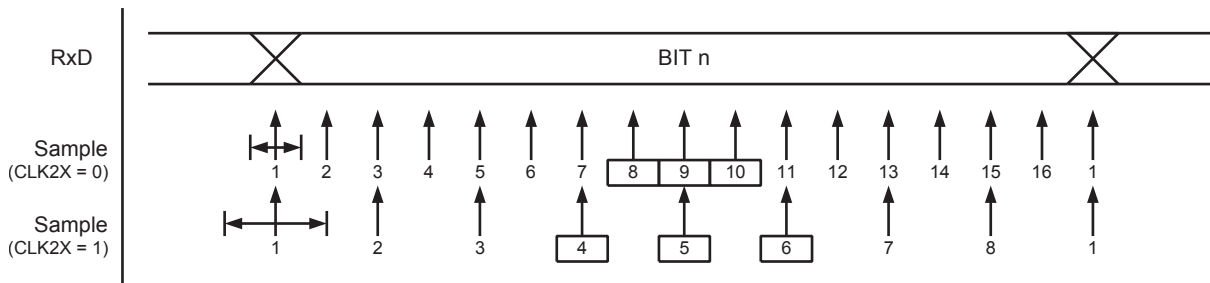 RxD
BIT n
Sample
(CLK2X = 0)
1 2 3 4 5 6 7 8 9 10 11 12 13 14 15 16 1
Sample
(CLK2X = 1)
1 2 3 4 5 6 7 8 1